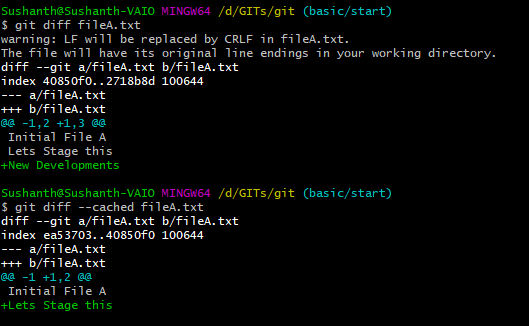 Sushanth@Sushanth-VAIO MINGW64 /d/GITs/git (basic/start)
$ git diff fileA.txt
warning: LF will be replaced by CRLF in fileA.txt.
The file will have its original line endings in your working directory.
diff --git a/fileA.txt b/fileA.txt
index 40850f0..2718b8d 100644
--- a/fileA.txt
+++ b/fileA.txt
@@ -1,2 +1,3 @@
 Initial File A
 Lets Stage this
+New Developments

Sushanth@Sushanth-VAIO MINGW64 /d/GITs/git (basic/start)
$ git diff --cached fileA.txt
diff --git a/fileA.txt b/fileA.txt
index ea53703..40850f0 100644
--- a/fileA.txt
+++ b/fileA.txt
@@ -1 +1,2 @@
 Initial File A
+Lets Stage this